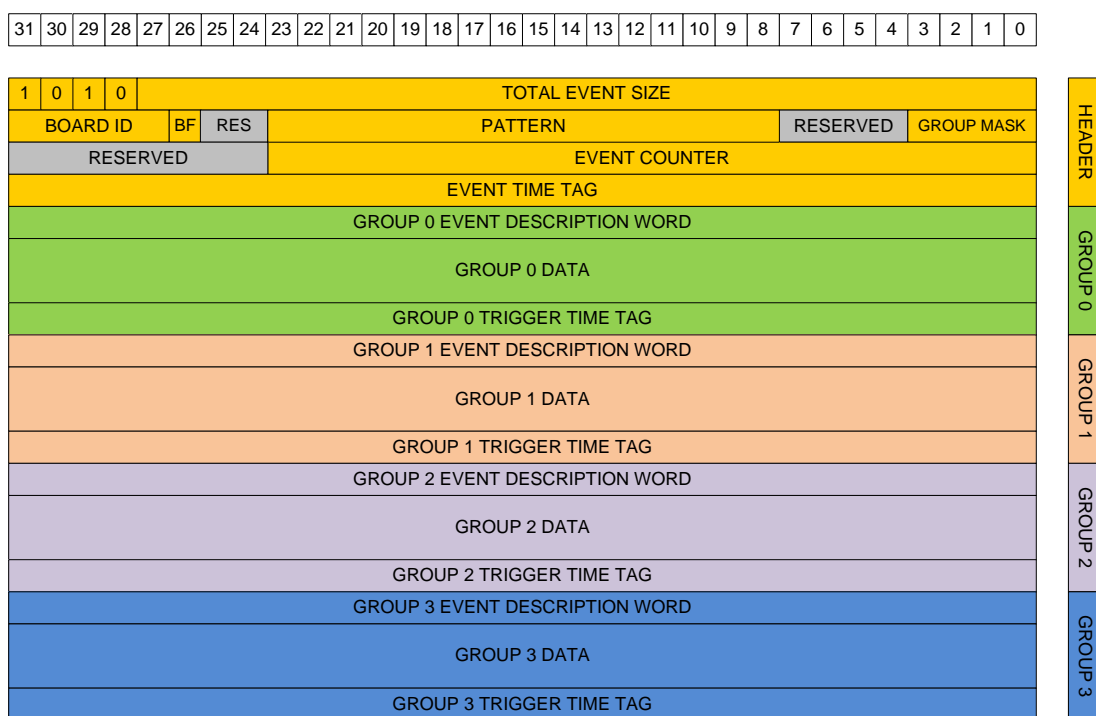 31 30 29 28 27 26 25 24 23 22 21 20 19 18 17 16 15 14 13 12 11 10 9 8 7 6 5 4 3 2 1 0
1 0 1 0 TOTAL EVENT SIZE
BOARD ID BF RES PATTERN RESERVED GROUP MASK
RESERVED EVENT COUNTER
EVENT TIME TAG
HEADER
GROUP 0 EVENT DESCRIPTION WORD
GROUP 0 DATA
GROUP 0 TRIGGER TIME TAG
GROUP 0
GROUP 1 EVENT DESCRIPTION WORD
GROUP 1 DATA
GROUP 1 TRIGGER TIME TAG
GROUP 1
GROUP 2 EVENT DESCRIPTION WORD
GROUP 2 DATA
GROUP 2 TRIGGER TIME TAG
GROUP 2
GROUP 3 EVENT DESCRIPTION WORD
GROUP 3 DATA
GROUP 3 TRIGGER TIME TAG
GROUP 3